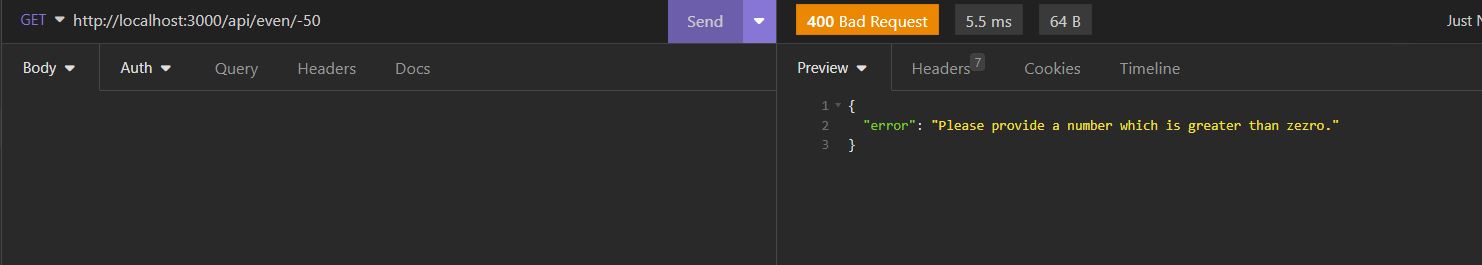 GET http://localhost:3000/api/even/-50 Send 400 Bad Request 5.5 ms 64 B Just N
Body Auth Query Headers Docs Preview Headers 7 Cookies Timeline
1 {
2 "error": "Please provide a number which is greater than zezro."
3 }